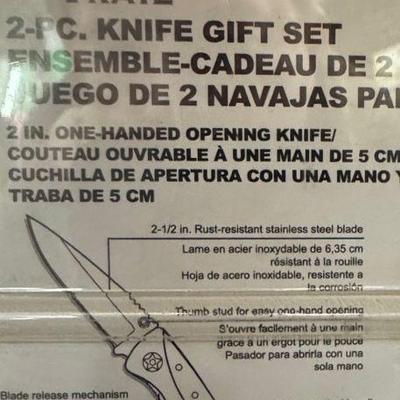 2-PC. KNIFE GIFT SET
ENSEMBLE-CADEAU DE 2
JUEGO DE 2 NAVAJAS PA
2 IN. ONE-HANDED OPENING KNIFE/
COUTEAU OUVRABLE À UNE MAIN DE 5 CM
CUCHILLA DE APERTURA CON UNA MANO Y
TRABA DE 5 CM
2-1/2 in. Rust-resistant stainless steel blade
Lame en acier inoxydable de 6,35 cm
résistant à la rouille
Hoja de acero inoxidable, resistente a
la corrosión
Thumb stud for easy one-hand opening
S'ouvre facilement à une main
grâce à un ergot pour le pouce
Pasador para abrirla con una
sola mano
Blade release mechanism